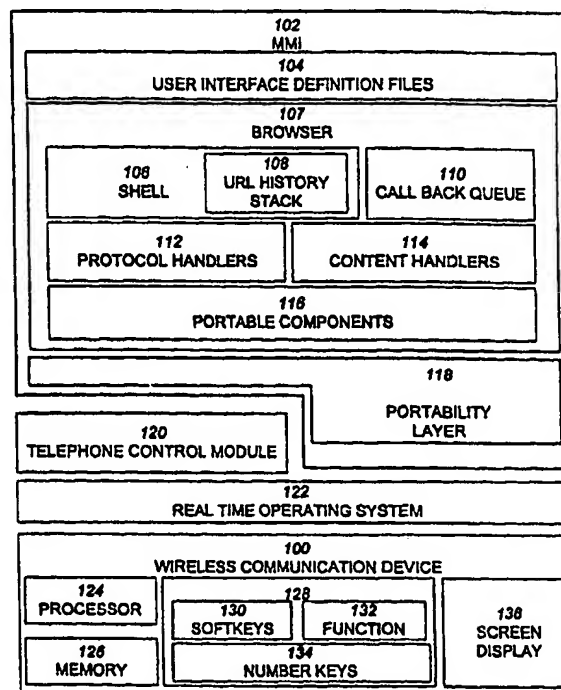 102
MMI
104
USER INTERFACE DEFINITION FILES
107
BROWSER
106
SHELL
108
URL HISTORY
STACK
110
CALL BACK QUEUE
112
PROTOCOL HANDLERS
114
CONTENT HANDLERS
116
PORTABLE COMPONENTS
118
PORTABILITY
LAYER
120
TELEPHONE CONTROL MODULE
122
REAL TIME OPERATING SYSTEM
100
WIRELESS COMMUNICATION DEVICE
124
PROCESSOR
126
MEMORY
128
130
SOFTKEYS
132
FUNCTION
134
NUMBER KEYS
136
SCREEN
DISPLAY